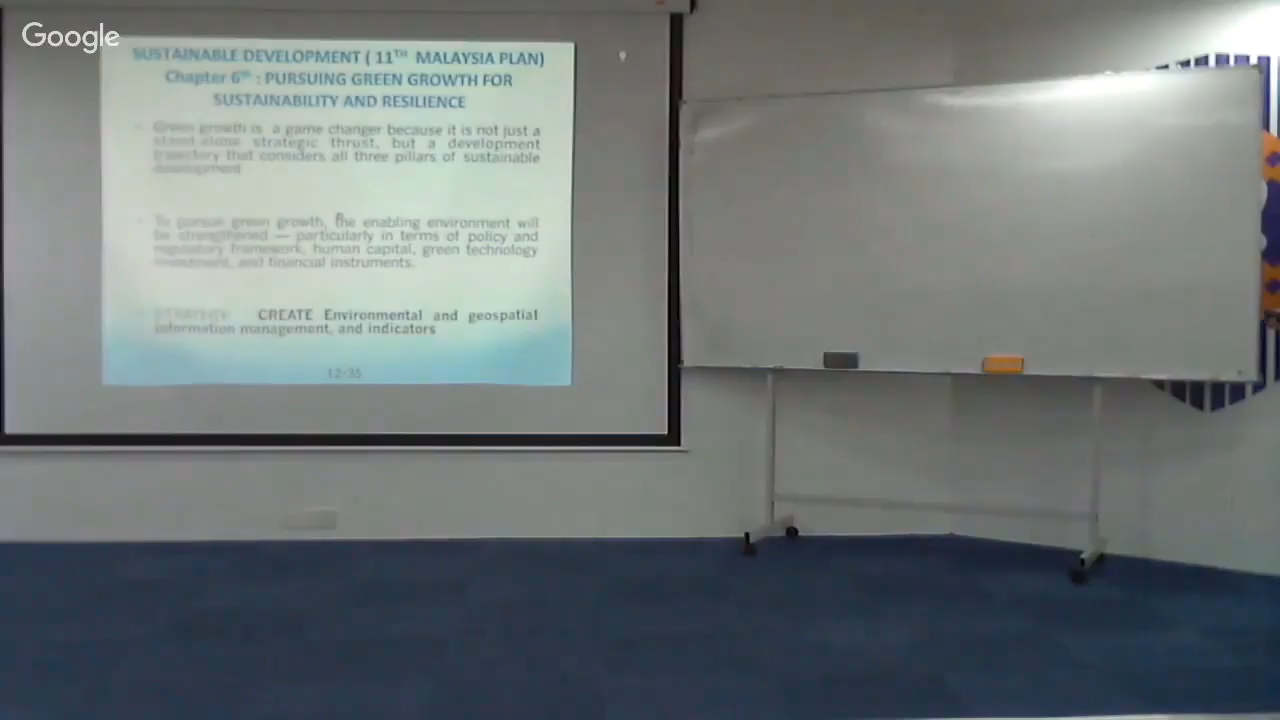 Google
SUSTAINABLE DEVELOPMENT ( 11TH MALAYSIA PLAN)
Chapter 6th : PURSUING GREEN GROWTH FOR
SUSTAINABILITY AND RESILIENCE
Green growth is a game changer because it is not just a
stand-alone strategic thrust, but a development
trajectory that considers all three pillars of sustainable
development
To pursue green growth, the enabling environment will
be strengthened — particularly in terms of policy and
regulatory framework, human capital, green technology
investment, and financial instruments.
CREATE Environmental and geospatial
information management, and indicators
12-35